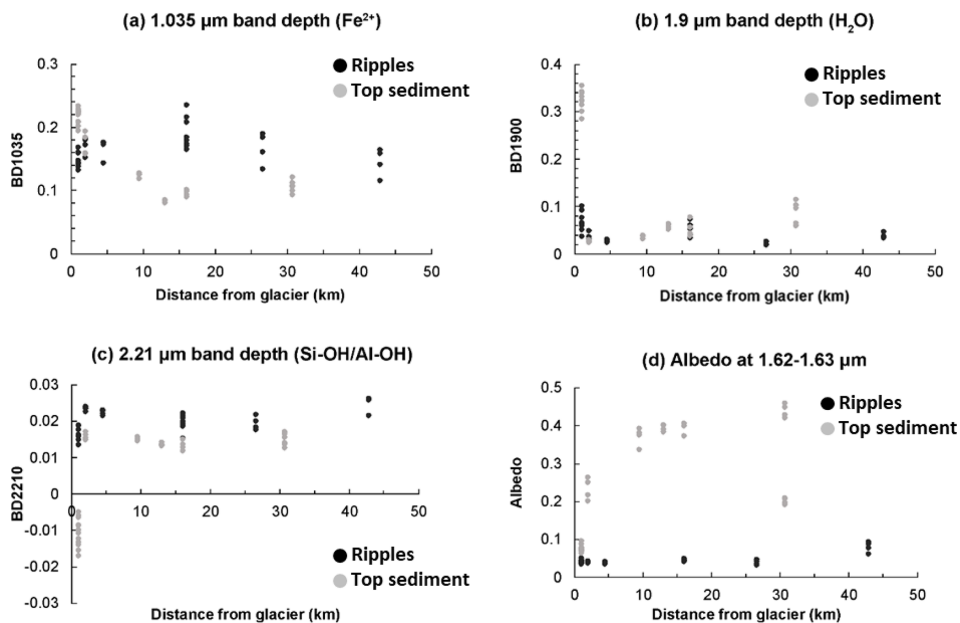 (a) 1.035 µm band depth (Fe²⁺)
0.3
0.2
0.1
0
BD1035
0 10 20 30 40 50
Distance from glacier (km)
Ripples
Top sediment
(b) 1.9 µm band depth (H₂O)
0.4
0.3
0.2
0.1
0
BD1900
0 10 20 30 40 50
Distance from glacier (km)
Ripples
Top sediment
(c) 2.21 µm band depth (Si-OH/Al-OH)
0.03
0.02
0.01
0
-0.01
-0.02
-0.03
BD2210
0 10 20 30 40 50
Ripples
Top sediment
Distance from glacier (km)
(d) Albedo at 1.62-1.63 µm
0.5
0.4
0.3
0.2
0.1
0
Albedo
0 10 20 30 40 50
Distance from glacier (km)
Ripples
Top sediment